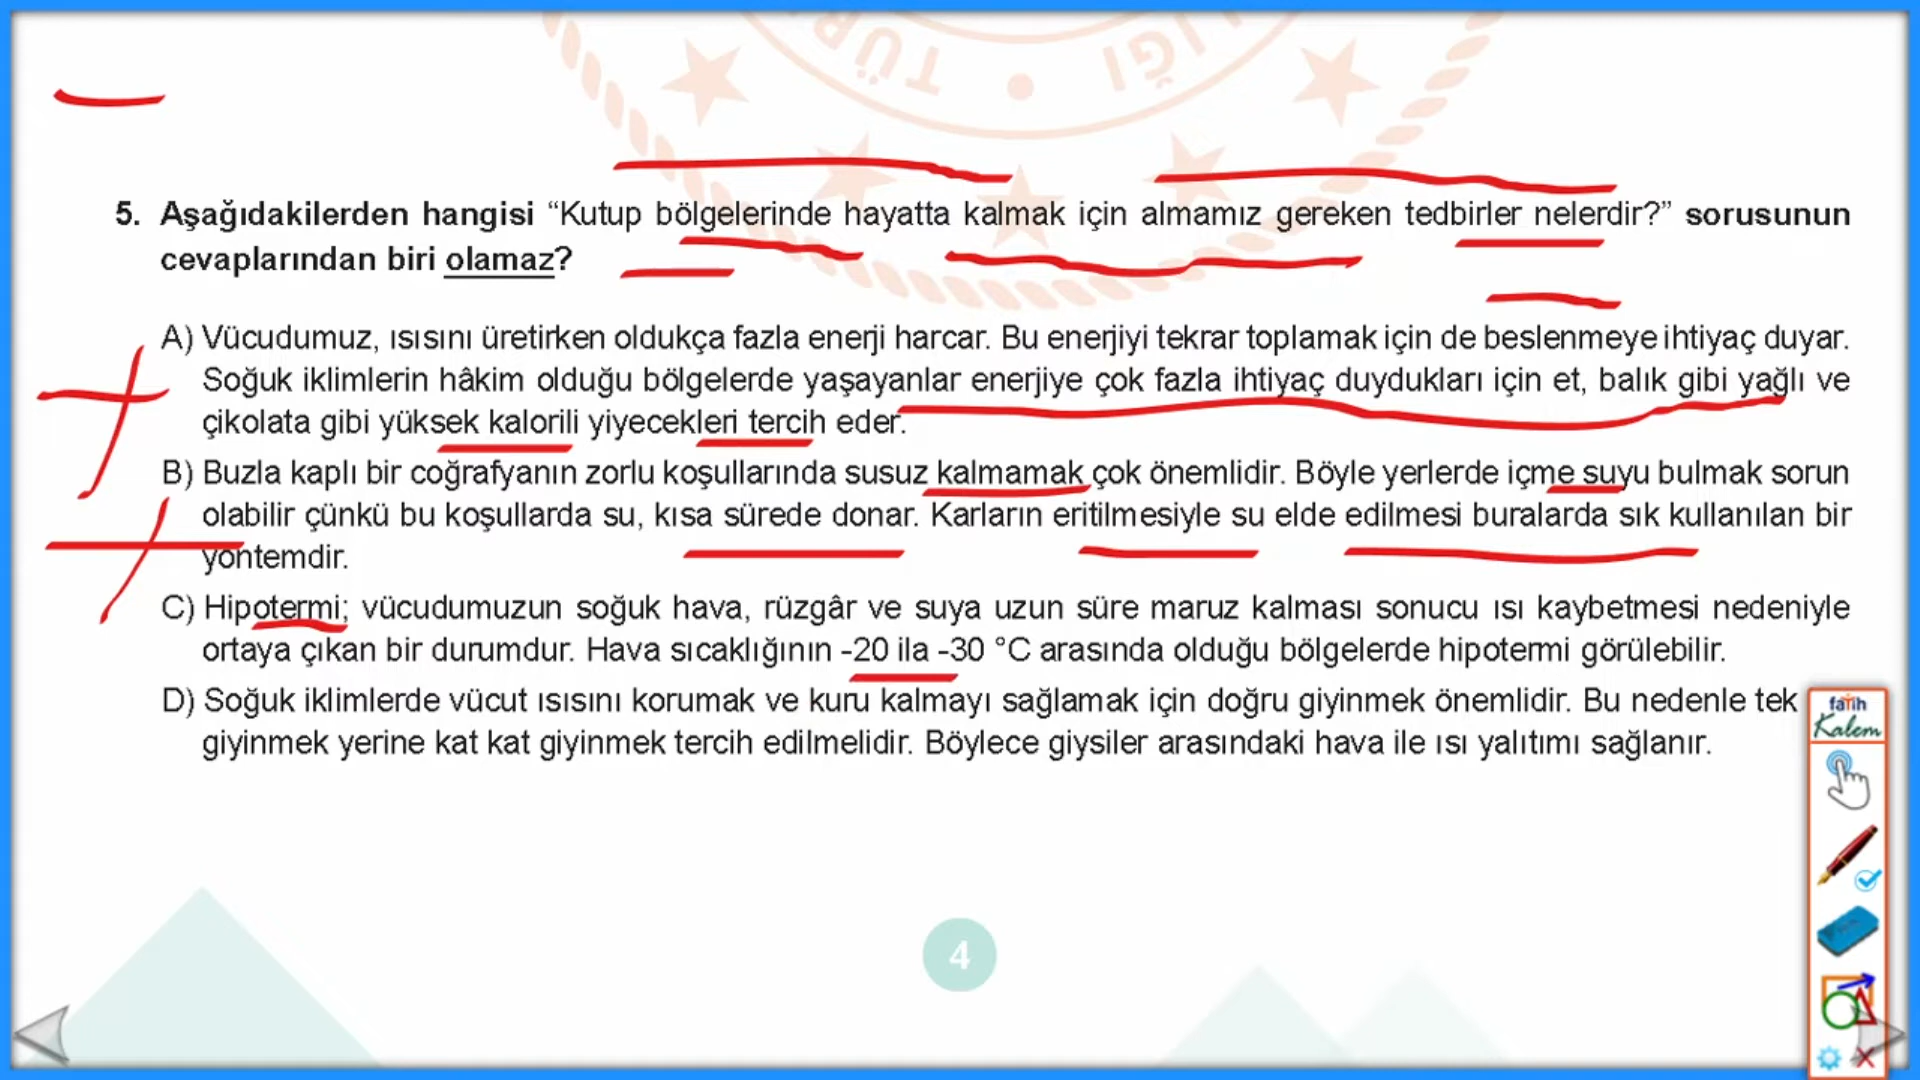 TÜR LIĞI
5. Aşağıdakilerden hangisi “Kutup bölgelerinde hayatta kalmak için almamız gereken tedbirler nelerdir?” sorusunun
cevaplarından biri olamaz?
A) Vücudumuz, ısısını üretirken oldukça fazla enerji harcar. Bu enerjiyi tekrar toplamak için de beslenmeye ihtiyaç duyar.
Soğuk iklimlerin hâkim olduğu bölgelerde yaşayanlar enerjiye çok fazla ihtiyaç duydukları için et, balık gibi yağlı ve
çikolata gibi yüksek kalorili yiyecekleri tercih eder.
B) Buzla kaplı bir coğrafyanın zorlu koşullarında susuz kalmamak çok önemlidir. Böyle yerlerde içme suyu bulmak sorun
olabilir çünkü bu koşullarda su, kısa sürede donar. Karların eritilmesiyle su elde edilmesi buralarda sık kullanılan bir
yöntemdir.
C) Hipotermi; vücudumuzun soğuk hava, rüzgâr ve suya uzun süre maruz kalması sonucu ısı kaybetmesi nedeniyle
ortaya çıkan bir durumdur. Hava sıcaklığının -20 ila -30 °C arasında olduğu bölgelerde hipotermi görülebilir.
D) Soğuk iklimlerde vücut ısısını korumak ve kuru kalmayı sağlamak için doğru giyinmek önemlidir. Bu nedenle tek
giyinmek yerine kat kat giyinmek tercih edilmelidir. Böylece giysiler arasındaki hava ile ısı yalıtımı sağlanır.
fatih
Kalem
4